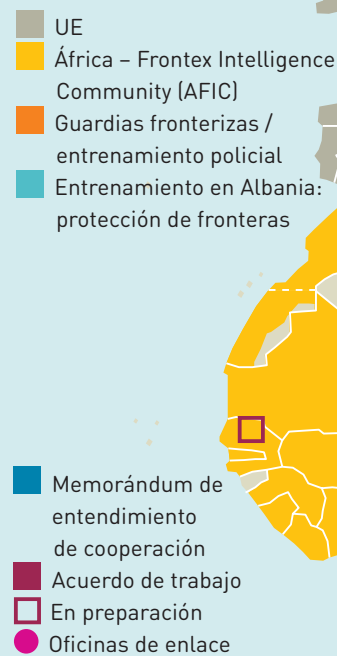 UE
África – Frontex Intelligence
Community (AFIC)
Guardias fronterizas /
entrenamiento policial
Entrenamiento en Albania:
protección de fronteras
Memorándum de
entendimiento
de cooperación
Acuerdo de trabajo
En preparación
Oficinas de enlace